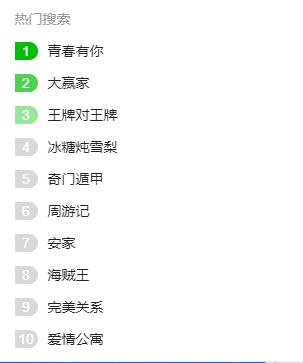 热门搜索
1 青春有你
2 大赢家
3 王牌对王牌
4 冰糖炖雪梨
5 奇门遁甲
6 周游记
7 安家
8 海贼王
9 完美关系
10 爱情公寓